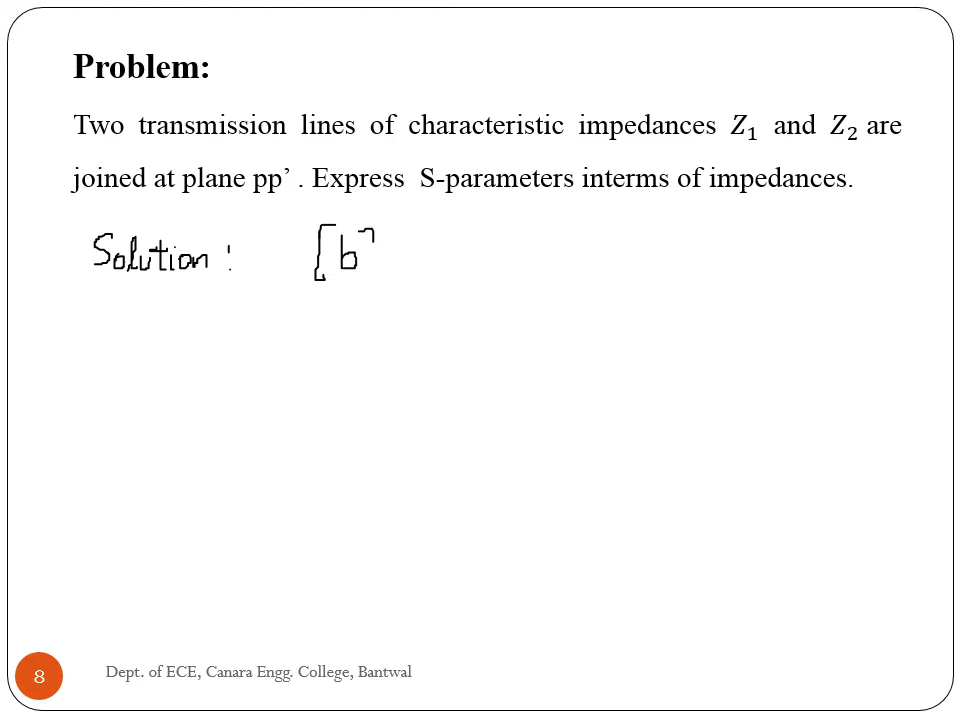 Problem:
Two transmission lines of characteristic impedances Z₁ and Z₂ are
joined at plane pp’ . Express S-parameters interms of impedances.
Solution : [b]
8
Dept. of ECE, Canara Engg. College, Bantwal